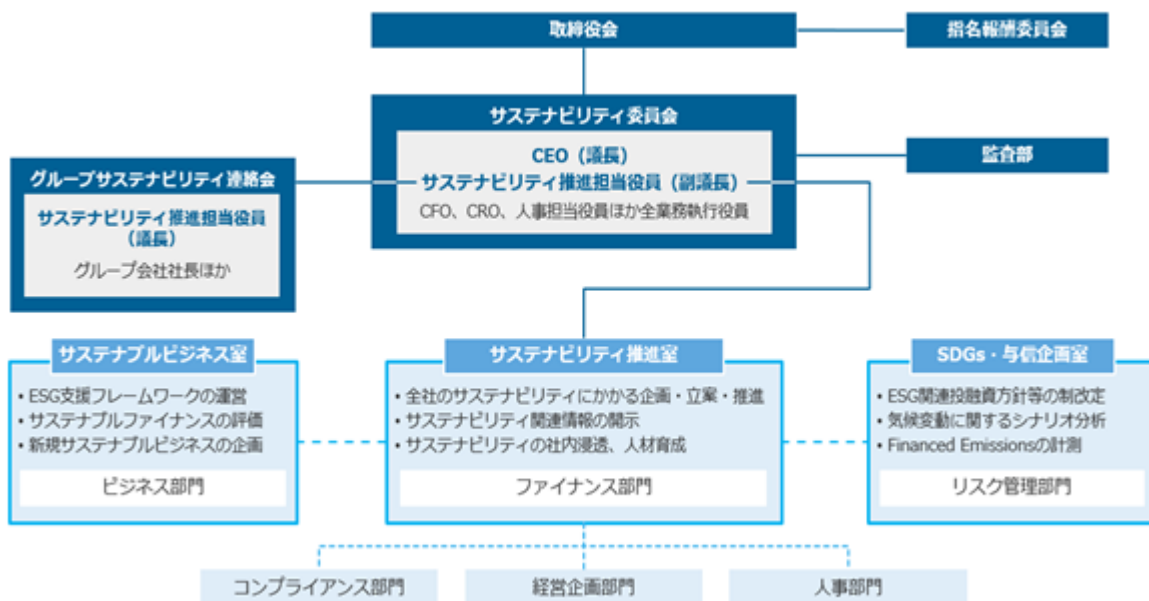 取締役会
指名報酬委員会
サステナビリティ委員会
CEO（議長）
サステナビリティ推進担当役員（副議長）
CFO、CRO、人事担当役員ほか全業務執行役員
監査部
グループサステナビリティ連絡会
サステナビリティ推進担当役員
（議長）
グループ会社社長ほか
サステナブルビジネス室
・ESG支援フレームワークの運営
・サステナブルファイナンスの評価
・新規サステナブルビジネスの企画
ビジネス部門
サステナビリティ推進室
・全社のサステナビリティにかかる企画・立案・推進
・サステナビリティ関連情報の開示
・サステナビリティの社内浸透、人材育成
ファイナンス部門
SDGs・与信企画室
・ESG関連投融資方針等の制改定
・気候変動に関するシナリオ分析
・Financed Emissionsの計測
リスク管理部門
コンプライアンス部門
経営企画部門
人事部門